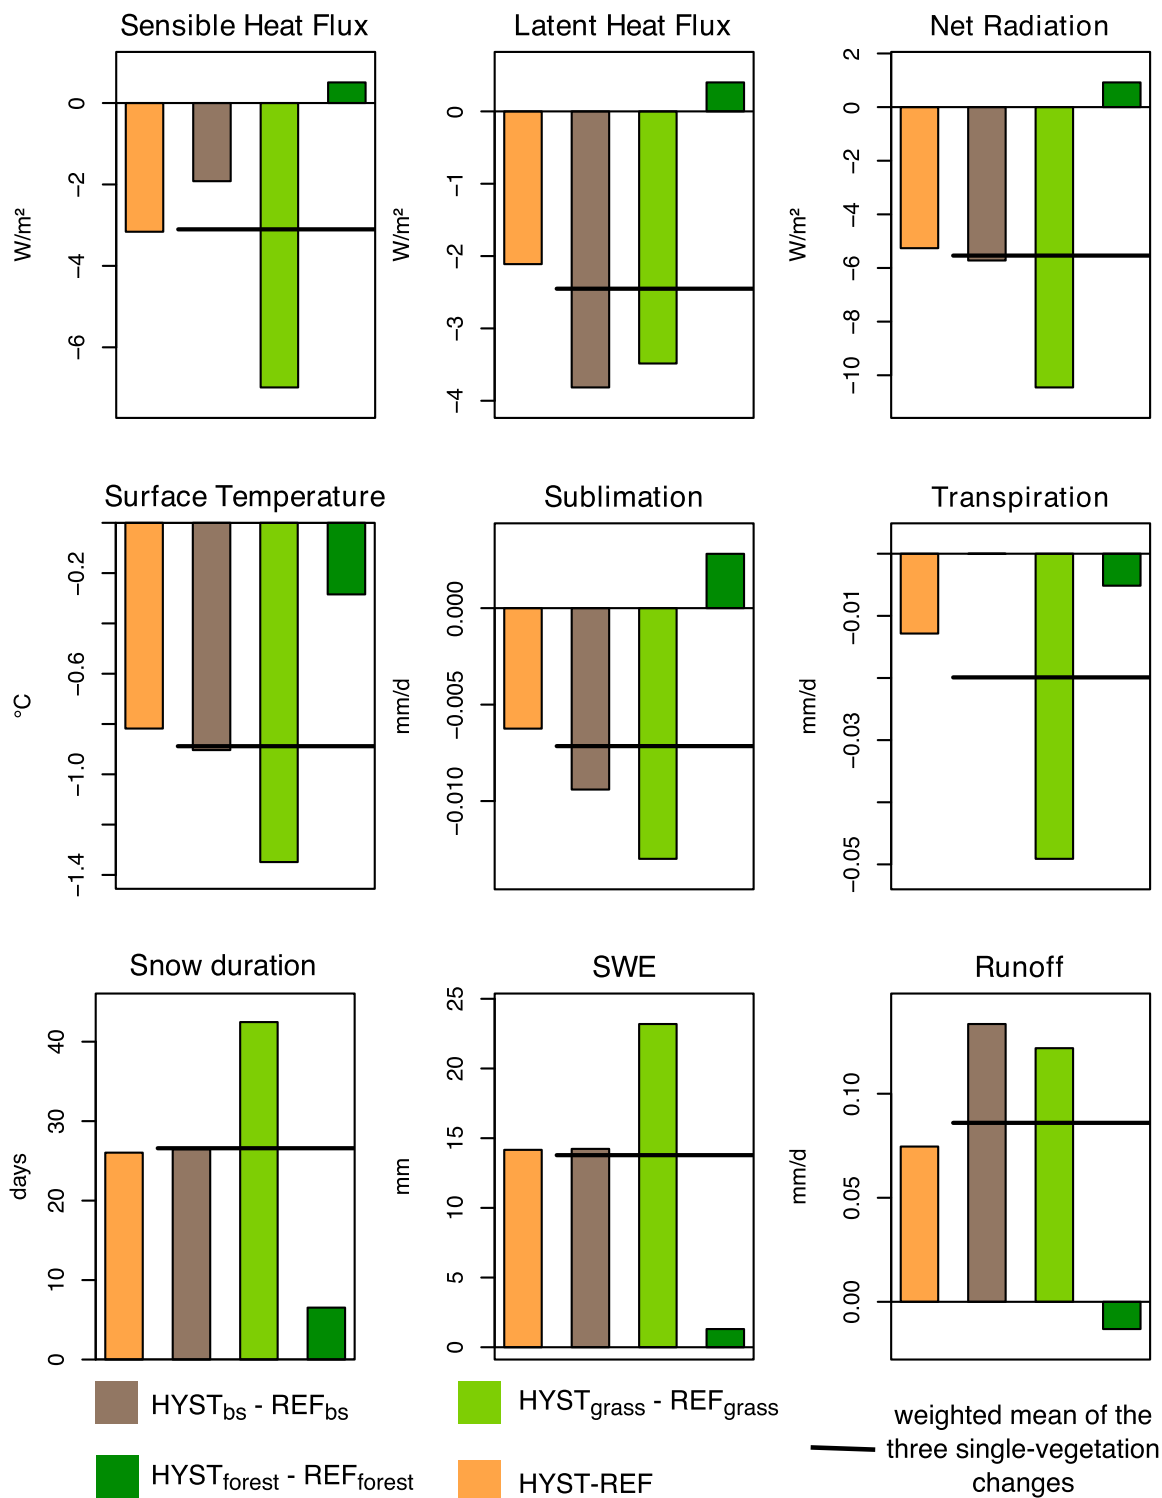 Sensible Heat Flux
Latent Heat Flux
Net Radiation
W/m²
0
−2
−4
−6
W/m²
0
−1
−2
−3
−4
W/m²
2
0
−2
−4
−6
−8
−10
Surface Temperature
Sublimation
Transpiration
°C
−0.2
−0.6
−1.0
−1.4
mm/d
0.000
−0.005
−0.010
mm/d
−0.01
−0.03
−0.05
Snow duration
SWE
Runoff
days
40
30
20
10
0
mm
25
20
15
10
5
0
mm/d
0.10
0.05
0.00
HYSTbs - REFbs
HYSTgrass - REFgrass
HYSTforest - REFforest
HYST-REF
weighted mean of the
three single-vegetation
changes